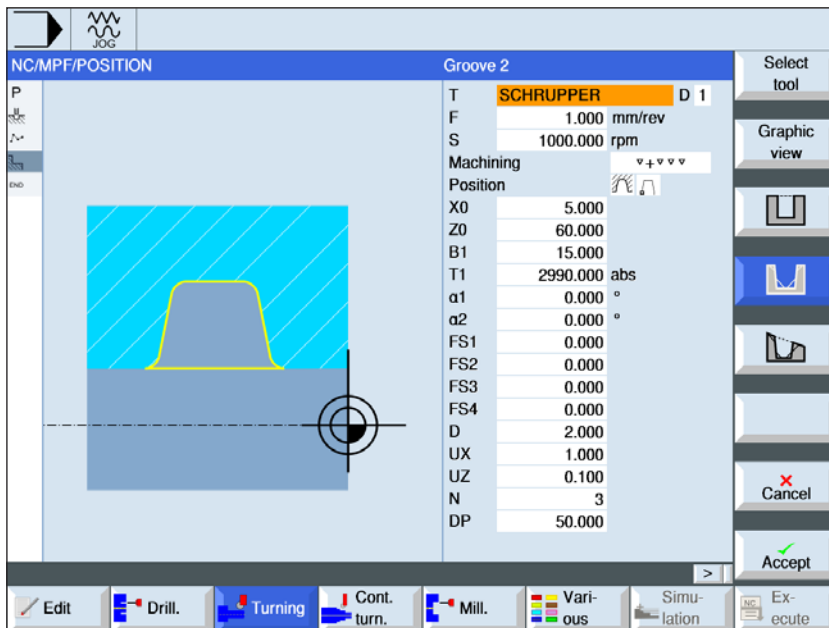 JOG
NC/MPF/POSITION
Groove 2
Select
tool
P
T SCHRUPPER D 1
F 1.000 mm/rev
S 1000.000 rpm
Graphic
view
Machining ▿+▿▿▿
Position
X0 5.000
Z0 60.000
B1 15.000
T1 2990.000 abs
α1 0.000 °
α2 0.000 °
FS1 0.000
FS2 0.000
FS3 0.000
FS4 0.000
D 2.000
UX 1.000
UZ 0.100
N 3
DP 50.000
END
Cancel
Accept
>
Edit
Drill.
Turning
Cont.
turn.
Mill.
Vari-
ous
Simu-
lation
NC
Ex-
ecute